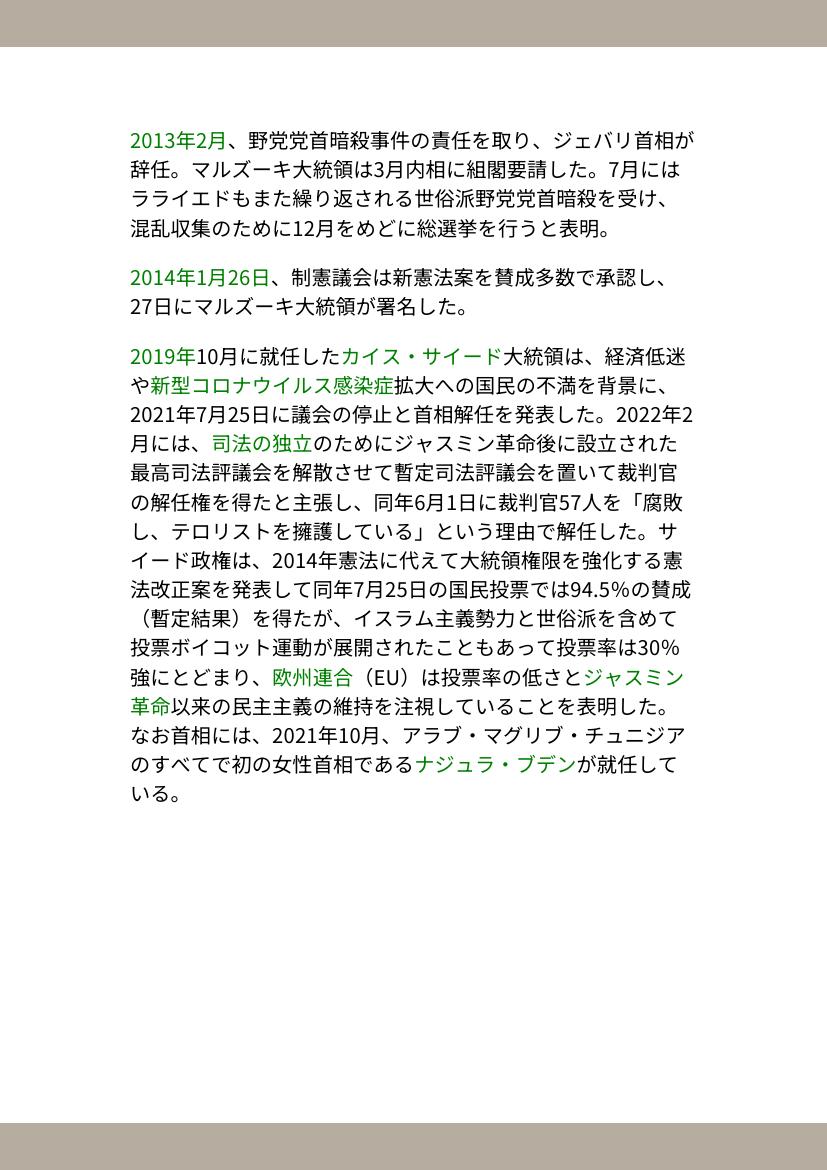 2013年2月、野党党首暗殺事件の責任を取り、ジェバリ首相が
辞任。マルズーキ大統領は3月内相に組閣要請した。7月には
ラライエドもまた繰り返される世俗派野党党首暗殺を受け、
混乱収集のために12月をめどに総選挙を行うと表明。
2014年1月26日、制憲議会は新憲法案を賛成多数で承認し、
27日にマルズーキ大統領が署名した。
2019年10月に就任したカイス・サイード大統領は、経済低迷
や新型コロナウイルス感染症拡大への国民の不満を背景に、
2021年7月25日に議会の停止と首相解任を発表した。2022年2
月には、司法の独立のためにジャスミン革命後に設立された
最高司法評議会を解散させて暫定司法評議会を置いて裁判官
の解任権を得たと主張し、同年6月1日に裁判官57人を「腐敗
し、テロリストを擁護している」という理由で解任した。サ
イード政権は、2014年憲法に代えて大統領権限を強化する憲
法改正案を発表して同年7月25日の国民投票では94.5%の賛成
（暫定結果）を得たが、イスラム主義勢力と世俗派を含めて
投票ボイコット運動が展開されたこともあって投票率は30%
強にとどまり、欧州連合（EU）は投票率の低さとジャスミン
革命以来の民主主義の維持を注視していることを表明した。
なお首相には、2021年10月、アラブ・マグリブ・チュニジア
のすべてで初の女性首相であるナジュラ・ブデンが就任して
いる。